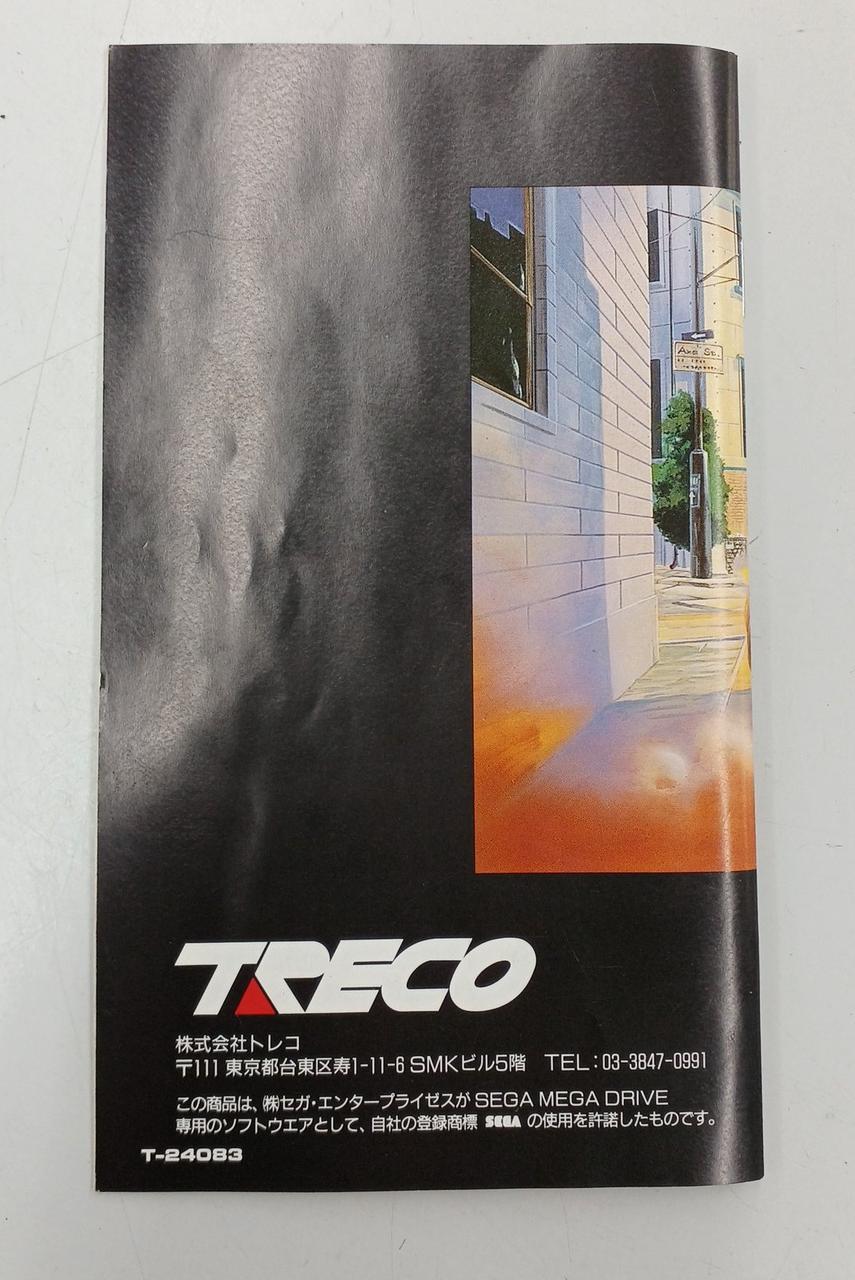 Axe St.
TRECO
株式会社トレコ
〒111 東京都台東区寿1-11-6 SMKビル5階 TEL:03-3847-0991
この商品は、㈱セガ・エンタープライゼスが SEGA MEGA DRIVE
専用のソフトウエアとして、自社の登録商標 SEGA の使用を許諾したものです。
T-24083